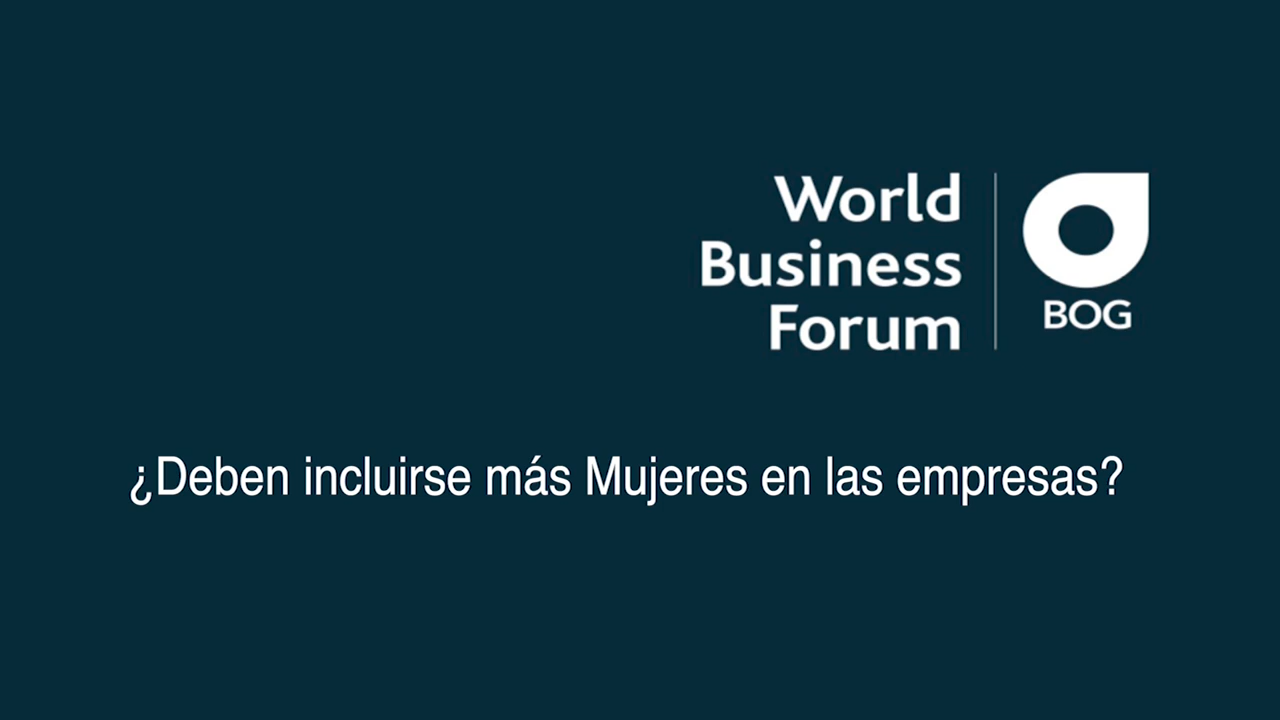 World
Business
Forum
BOG
¿Deben incluirse más Mujeres en las empresas?